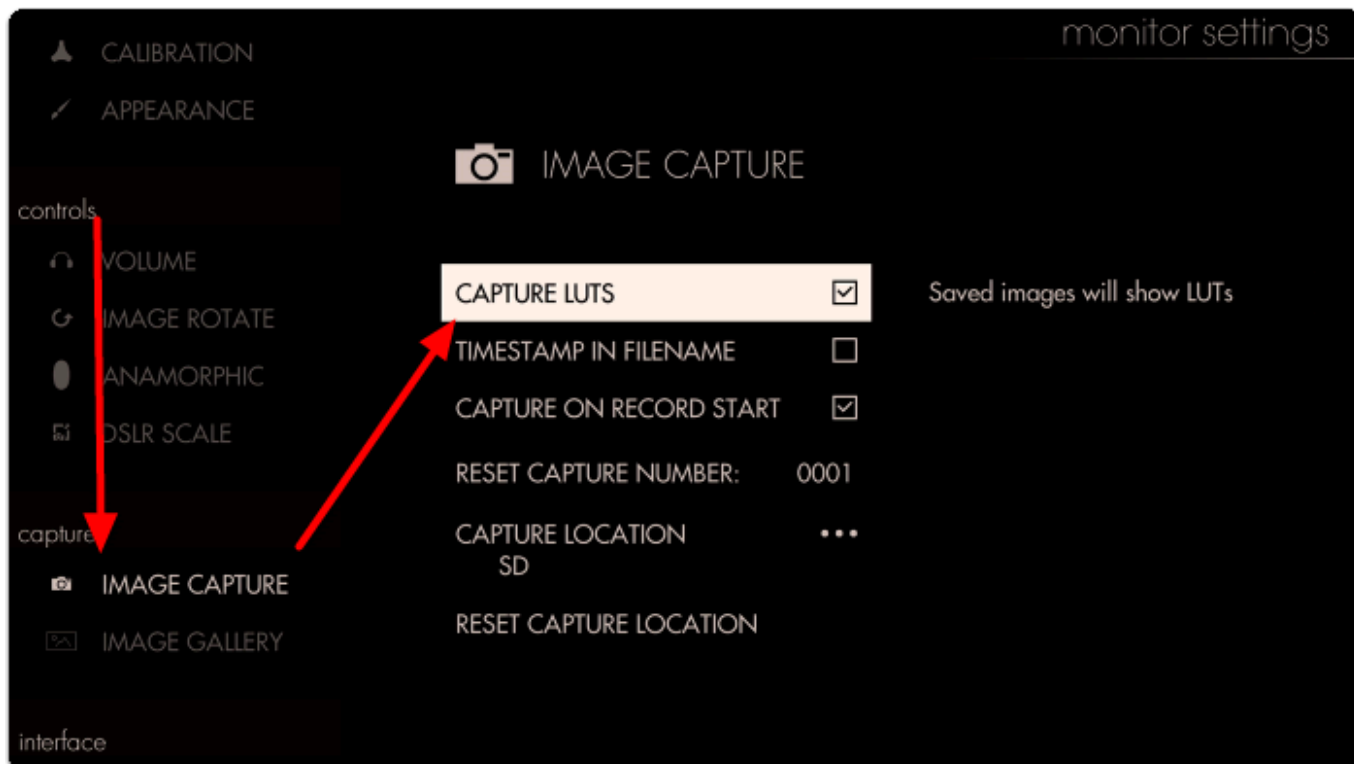 monitor settings
CALIBRATION
APPEARANCE
controls
VOLUME
IMAGE ROTATE
ANAMORPHIC
DSLR SCALE
capture
IMAGE CAPTURE
IMAGE GALLERY
interface
IMAGE CAPTURE
CAPTURE LUTS
Saved images will show LUTs
TIMESTAMP IN FILENAME
CAPTURE ON RECORD START
RESET CAPTURE NUMBER: 0001
CAPTURE LOCATION •••
SD
RESET CAPTURE LOCATION